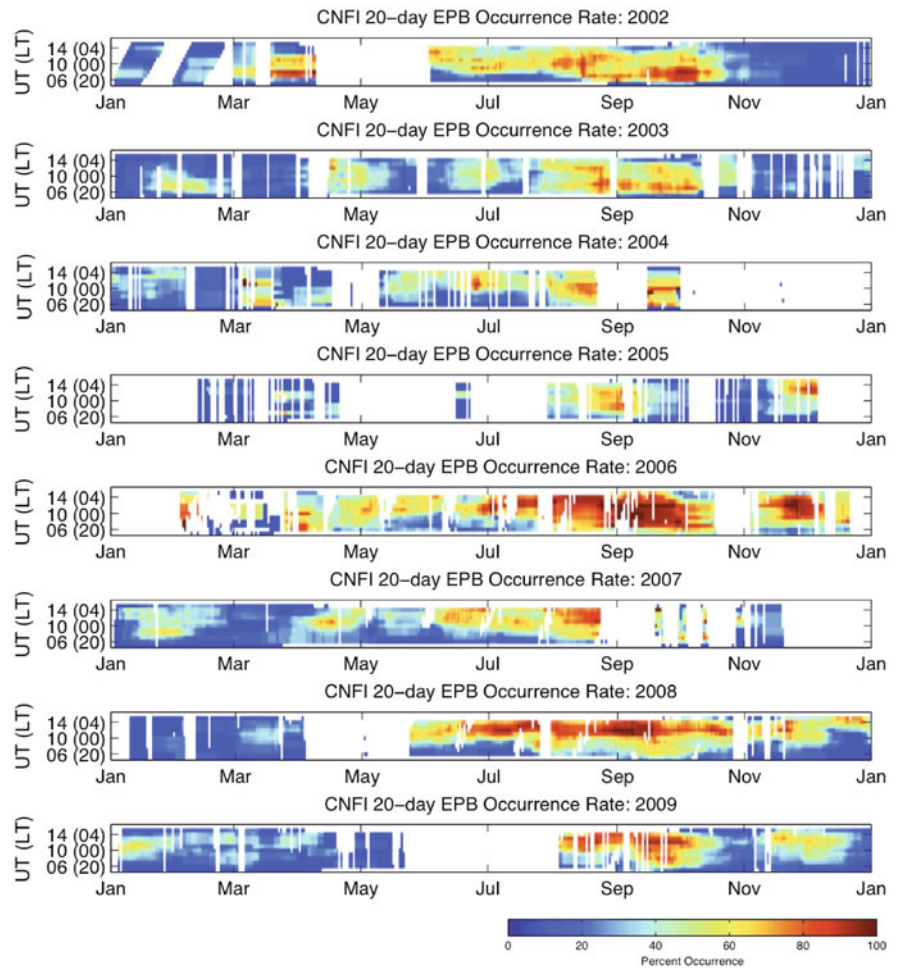 CNFI 20-day EPB Occurrence Rate: 2002
UT (LT)
14 (04)
10 (00)
06 (20)
Jan Mar May Jul Sep Nov Jan
CNFI 20-day EPB Occurrence Rate: 2003
UT (LT)
14 (04)
10 (00)
06 (20)
Jan Mar May Jul Sep Nov Jan
CNFI 20-day EPB Occurrence Rate: 2004
UT (LT)
14 (04)
10 (00)
06 (20)
Jan Mar May Jul Sep Nov Jan
CNFI 20-day EPB Occurrence Rate: 2005
UT (LT)
14 (04)
10 (00)
06 (20)
Jan Mar May Jul Sep Nov Jan
CNFI 20-day EPB Occurrence Rate: 2006
UT (LT)
14 (04)
10 (00)
06 (20)
Jan Mar May Jul Sep Nov Jan
CNFI 20-day EPB Occurrence Rate: 2007
UT (LT)
14 (04)
10 (00)
06 (20)
Jan Mar May Jul Sep Nov Jan
CNFI 20-day EPB Occurrence Rate: 2008
UT (LT)
14 (04)
10 (00)
06 (20)
Jan Mar May Jul Sep Nov Jan
CNFI 20-day EPB Occurrence Rate: 2009
UT (LT)
14 (04)
10 (00)
06 (20)
Jan Mar May Jul Sep Nov Jan
0 20 40 60 80 100
Percent Occurrence